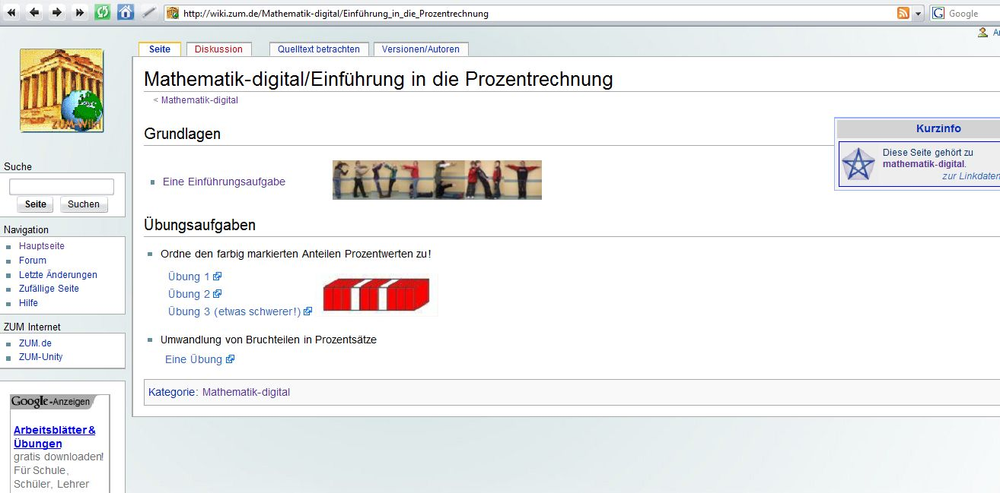 http://wiki.zum.de/Mathematik-digital/Einführung_in_die_Prozentrechnung
Google
ZUM-Wiki
Seite
Diskussion
Quelltext betrachten
Versionen/Autoren
Mathematik-digital/Einführung in die Prozentrechnung
< Mathematik-digital
Kurzinfo
Diese Seite gehört zu
mathematik-digital.
zur Linkdaten
Grundlagen
Eine Einführungsaufgabe
Übungsaufgaben
Ordne den farbig markierten Anteilen Prozentwerten zu!
Übung 1
Übung 2
Übung 3 (etwas schwerer!)
Umwandlung von Bruchteilen in Prozentsätze
Eine Übung
Kategorie: Mathematik-digital
Suche
Seite
Suchen
Navigation
Hauptseite
Forum
Letzte Änderungen
Zufällige Seite
Hilfe
ZUM Internet
ZUM.de
ZUM-Unity
Google-Anzeigen
Arbeitsblätter &
Übungen
gratis downloaden!
Für Schule,
Schüler, Lehrer